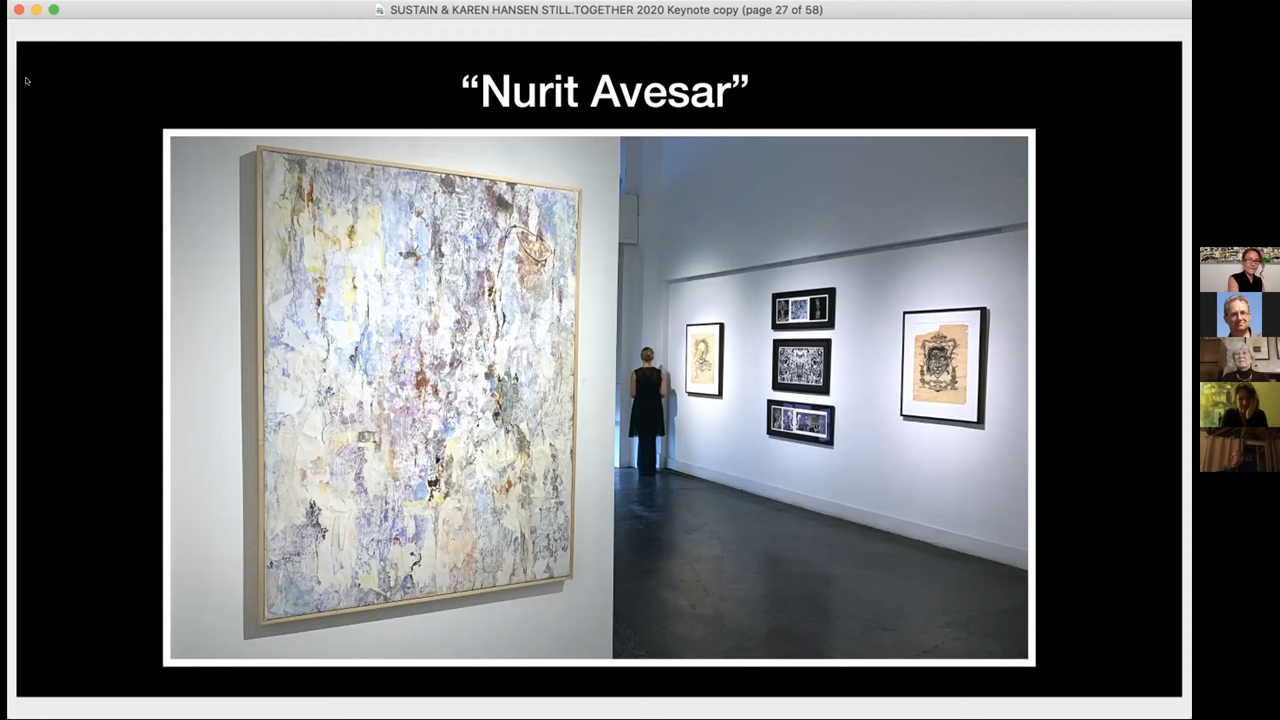 SUSTAIN & KAREN HANSEN STILL.TOGETHER 2020 Keynote copy (page 27 of 58)
“Nurit Avesar”